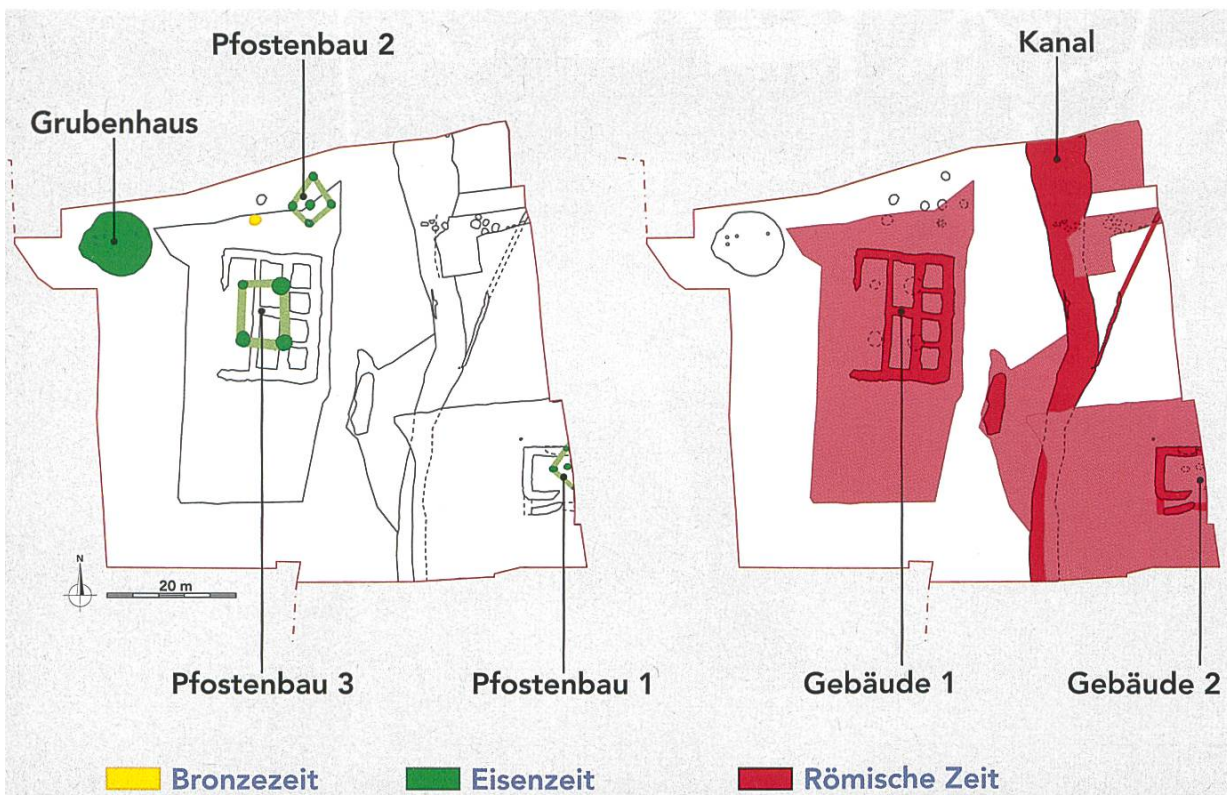 Pfostenbau 2
Kanal
Grubenhaus
N
20 m
Pfostenbau 3
Pfostenbau 1
Gebäude 1
Gebäude 2
Bronzezeit
Eisenzeit
Römische Zeit